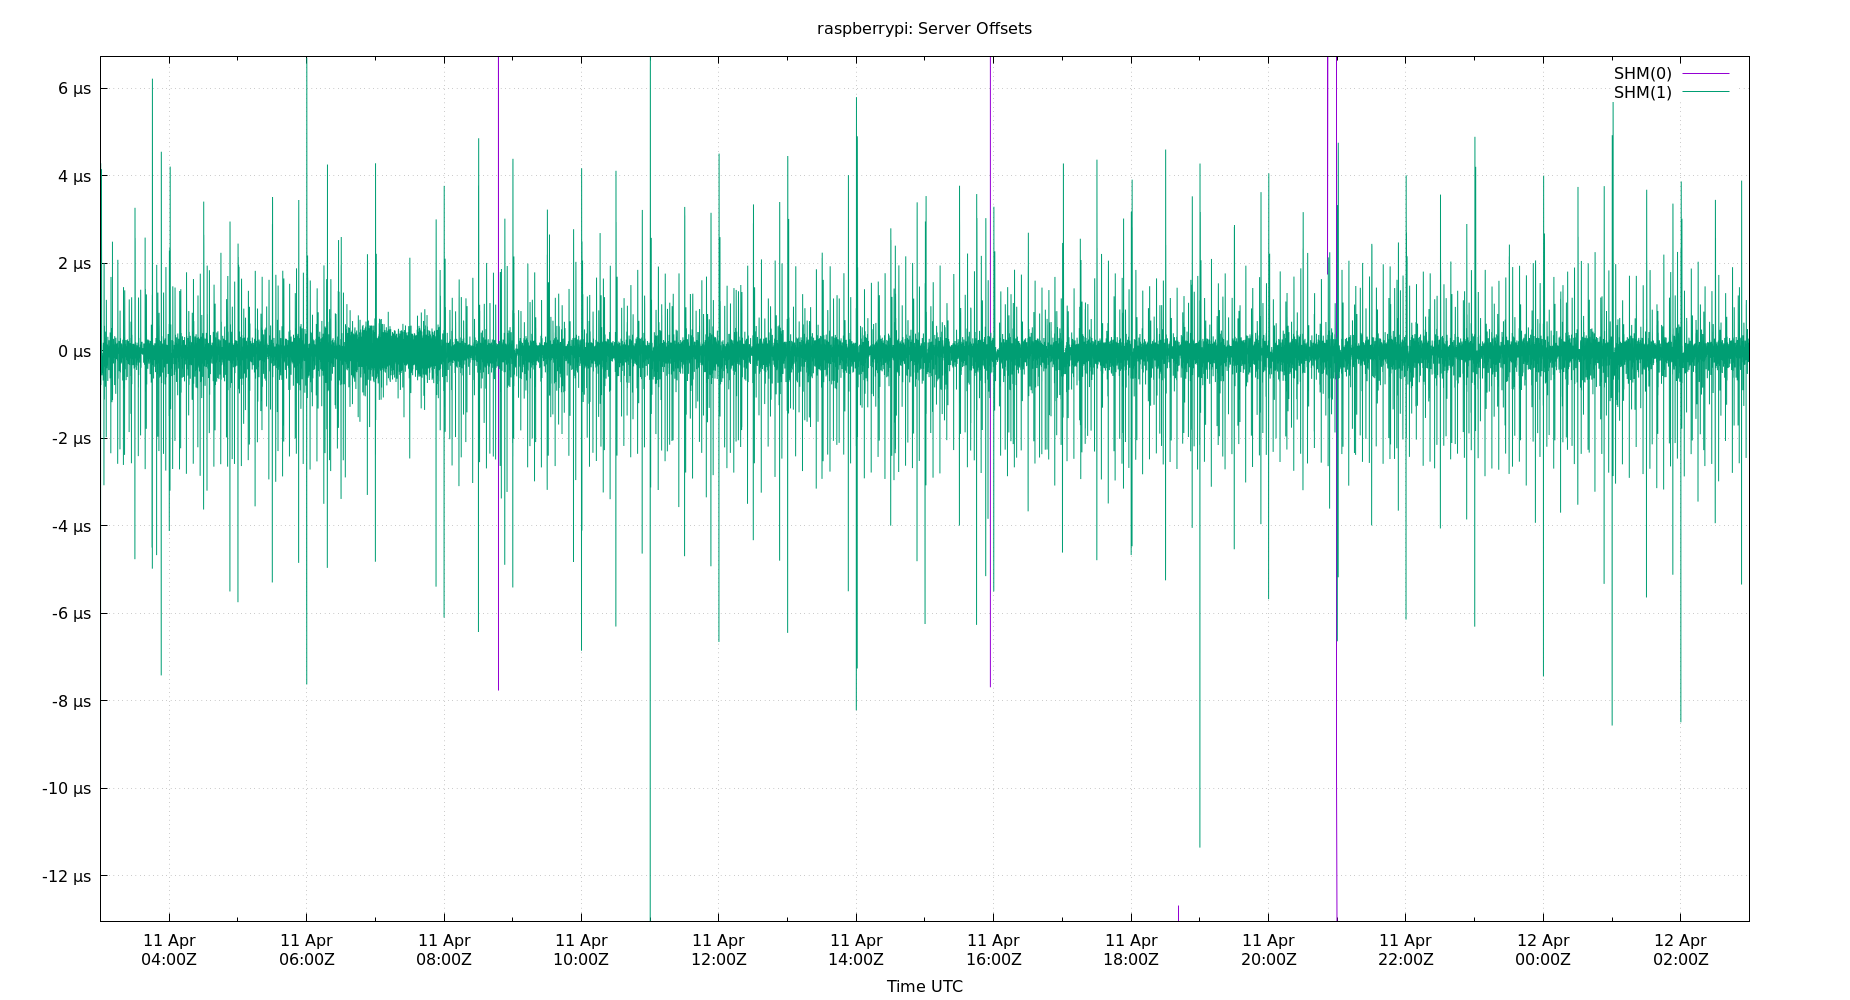 raspberrypi: Server Offsets
SHM(0)
SHM(1)
6 µs
4 µs
2 µs
0 µs
-2 µs
-4 µs
-6 µs
-8 µs
-10 µs
-12 µs
11 Apr 11 Apr 11 Apr 11 Apr 11 Apr 11 Apr 11 Apr 11 Apr 11 Apr 11 Apr 12 Apr 12 Apr
04:00Z 06:00Z 08:00Z 10:00Z 12:00Z 14:00Z 16:00Z 18:00Z 20:00Z 22:00Z 00:00Z 02:00Z
Time UTC